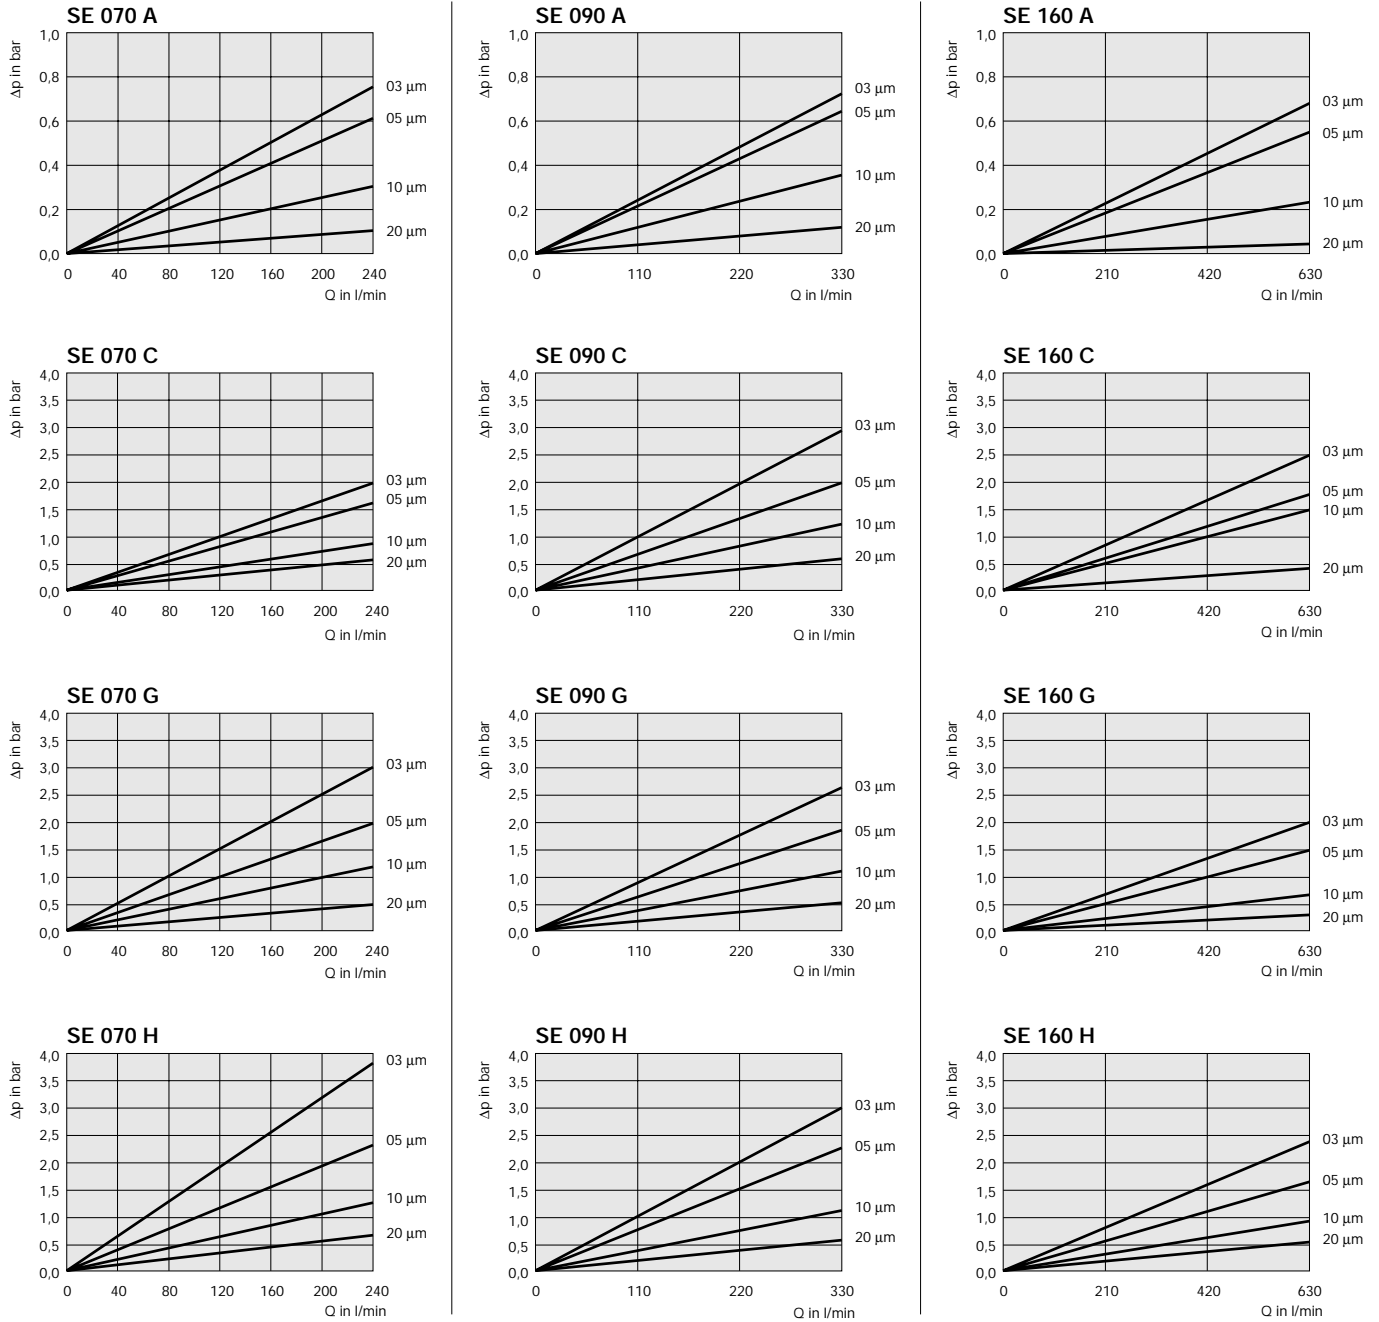 SE 070 A
Δp in bar
1,0
0,8
0,6
0,4
0,2
0,0
03 µm
05 µm
10 µm
20 µm
0 40 80 120 160 200 240
Q in l/min
SE 090 A
Δp in bar
1,0
0,8
0,6
0,4
0,2
0,0
03 µm
05 µm
10 µm
20 µm
0 110 220 330
Q in l/min
SE 160 A
Δp in bar
1,0
0,8
0,6
0,4
0,2
0,0
03 µm
05 µm
10 µm
20 µm
0 210 420 630
Q in l/min
SE 070 C
Δp in bar
4,0
3,5
3,0
2,5
2,0
1,5
1,0
0,5
0,0
03 µm
05 µm
10 µm
20 µm
0 40 80 120 160 200 240
Q in l/min
SE 090 C
Δp in bar
4,0
3,5
3,0
2,5
2,0
1,5
1,0
0,5
0,0
03 µm
05 µm
10 µm
20 µm
0 110 220 330
Q in l/min
SE 160 C
Δp in bar
4,0
3,5
3,0
2,5
2,0
1,5
1,0
0,5
0,0
03 µm
05 µm
10 µm
20 µm
0 210 420 630
Q in l/min
SE 070 G
Δp in bar
4,0
3,5
3,0
2,5
2,0
1,5
1,0
0,5
0,0
03 µm
05 µm
10 µm
20 µm
0 40 80 120 160 200 240
Q in l/min
SE 090 G
Δp in bar
4,0
3,5
3,0
2,5
2,0
1,5
1,0
0,5
0,0
03 µm
05 µm
10 µm
20 µm
0 110 220 330
Q in l/min
SE 160 G
Δp in bar
4,0
3,5
3,0
2,5
2,0
1,5
1,0
0,5
0,0
03 µm
05 µm
10 µm
20 µm
0 210 420 630
Q in l/min
SE 070 H
Δp in bar
4,0
3,5
3,0
2,5
2,0
1,5
1,0
0,5
0,0
03 µm
05 µm
10 µm
20 µm
0 40 80 120 160 200 240
Q in l/min
SE 090 H
Δp in bar
4,0
3,5
3,0
2,5
2,0
1,5
1,0
0,5
0,0
03 µm
05 µm
10 µm
20 µm
0 110 220 330
Q in l/min
SE 160 H
Δp in bar
4,0
3,5
3,0
2,5
2,0
1,5
1,0
0,5
0,0
03 µm
05 µm
10 µm
20 µm
0 210 420 630
Q in l/min